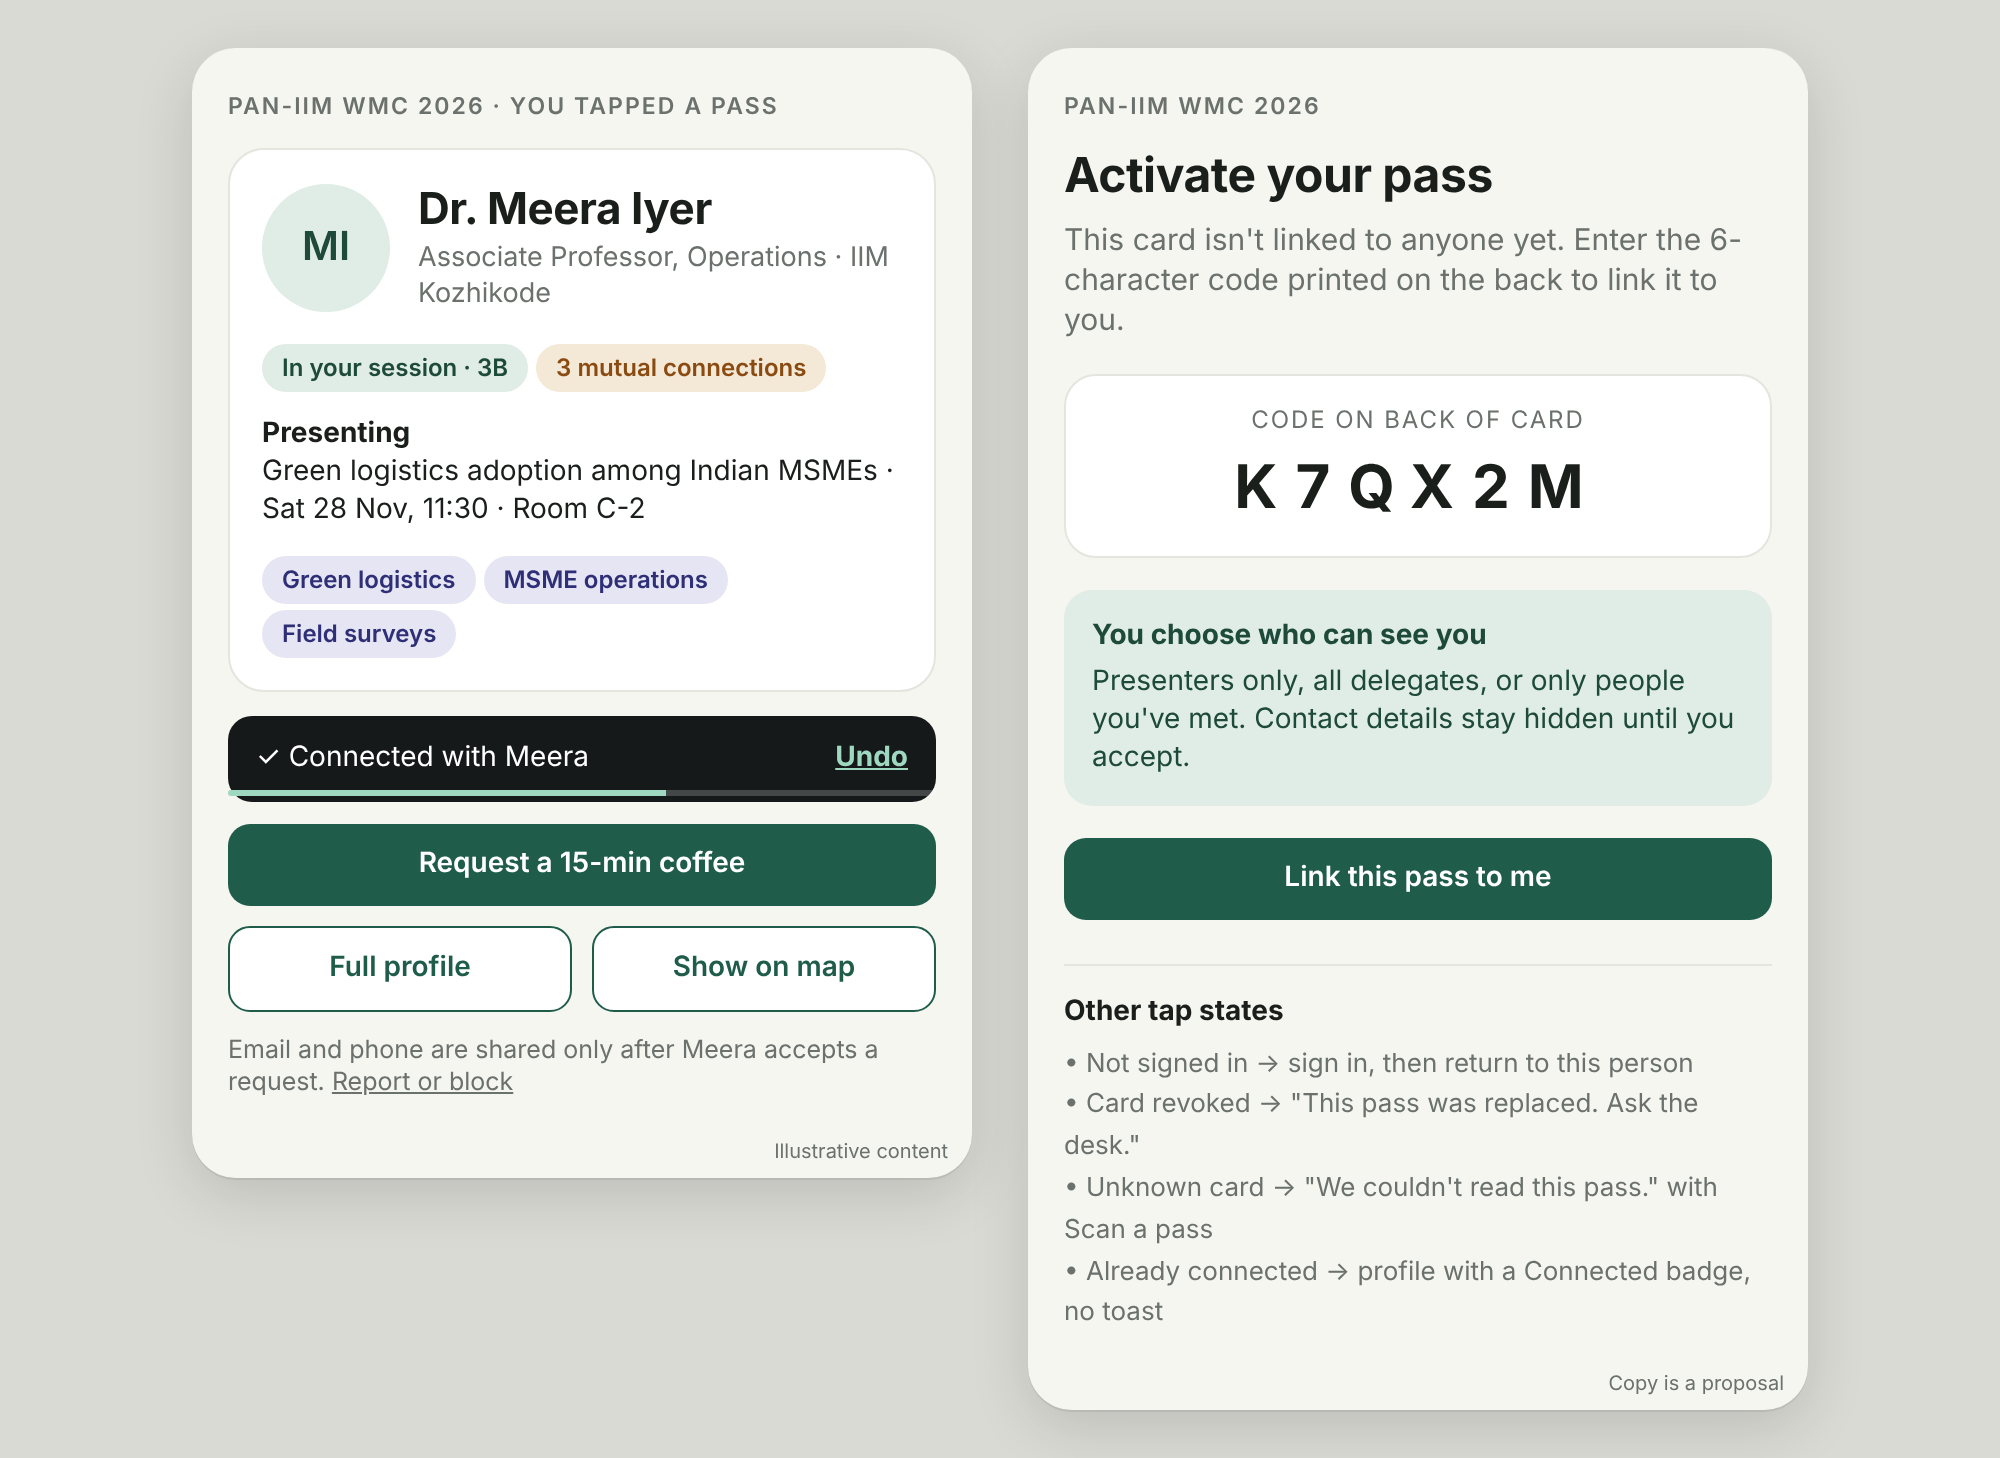 PAN-IIM WMC 2026 · YOU TAPPED A PASS
MI
Dr. Meera Iyer
Associate Professor, Operations · IIM
Kozhikode
In your session · 3B
3 mutual connections
Presenting
Green logistics adoption among Indian MSMEs ·
Sat 28 Nov, 11:30 · Room C-2
Green logistics
MSME operations
Field surveys
✓ Connected with Meera
Undo
Request a 15-min coffee
Full profile
Show on map
Email and phone are shared only after Meera accepts a
request. Report or block
Illustrative content
PAN-IIM WMC 2026
Activate your pass
This card isn't linked to anyone yet. Enter the 6-
character code printed on the back to link it to
you.
CODE ON BACK OF CARD
K7QX2M
You choose who can see you
Presenters only, all delegates, or only people
you've met. Contact details stay hidden until you
accept.
Link this pass to me
Other tap states
• Not signed in → sign in, then return to this person
• Card revoked → "This pass was replaced. Ask the
desk."
• Unknown card → "We couldn't read this pass." with
Scan a pass
• Already connected → profile with a Connected badge,
no toast
Copy is a proposal